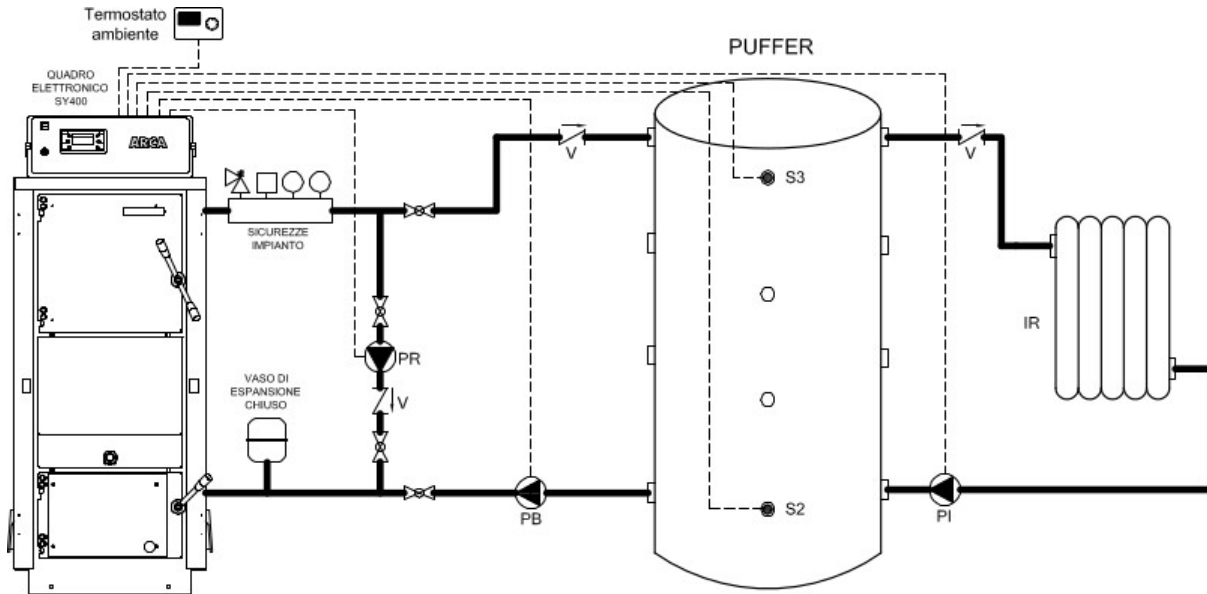 Termostato
ambiente
PUFFER
QUADRO
ELETTRONICO
SY400
ARCA
V
V
S3
SICUREZZE
IMPIANTO
IR
PR
VASO DI
ESPANSIONE
CHIUSO
V
S2
PB
PI